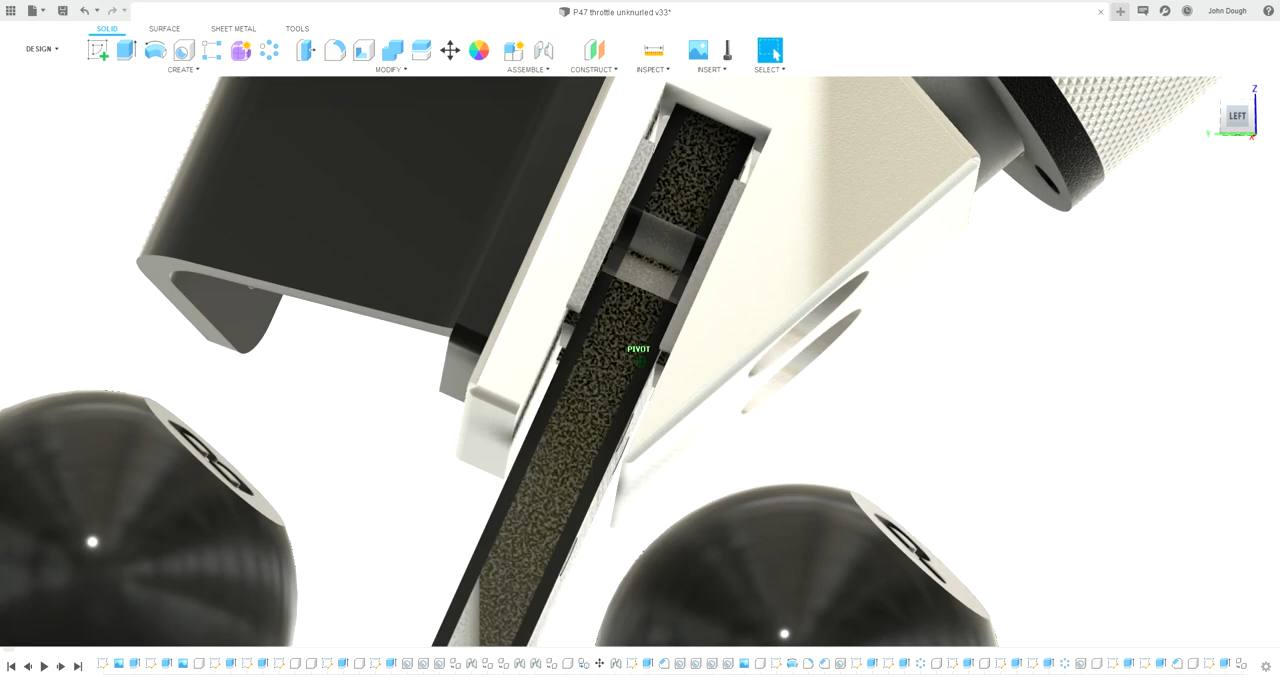 P47 throttle unknurled v33*
John Dough
SOLID SURFACE SHEET METAL TOOLS
DESIGN
CREATE MODIFY ASSEMBLE CONSTRUCT INSPECT INSERT SELECT
Z
LEFT
Y
X
PIVOT